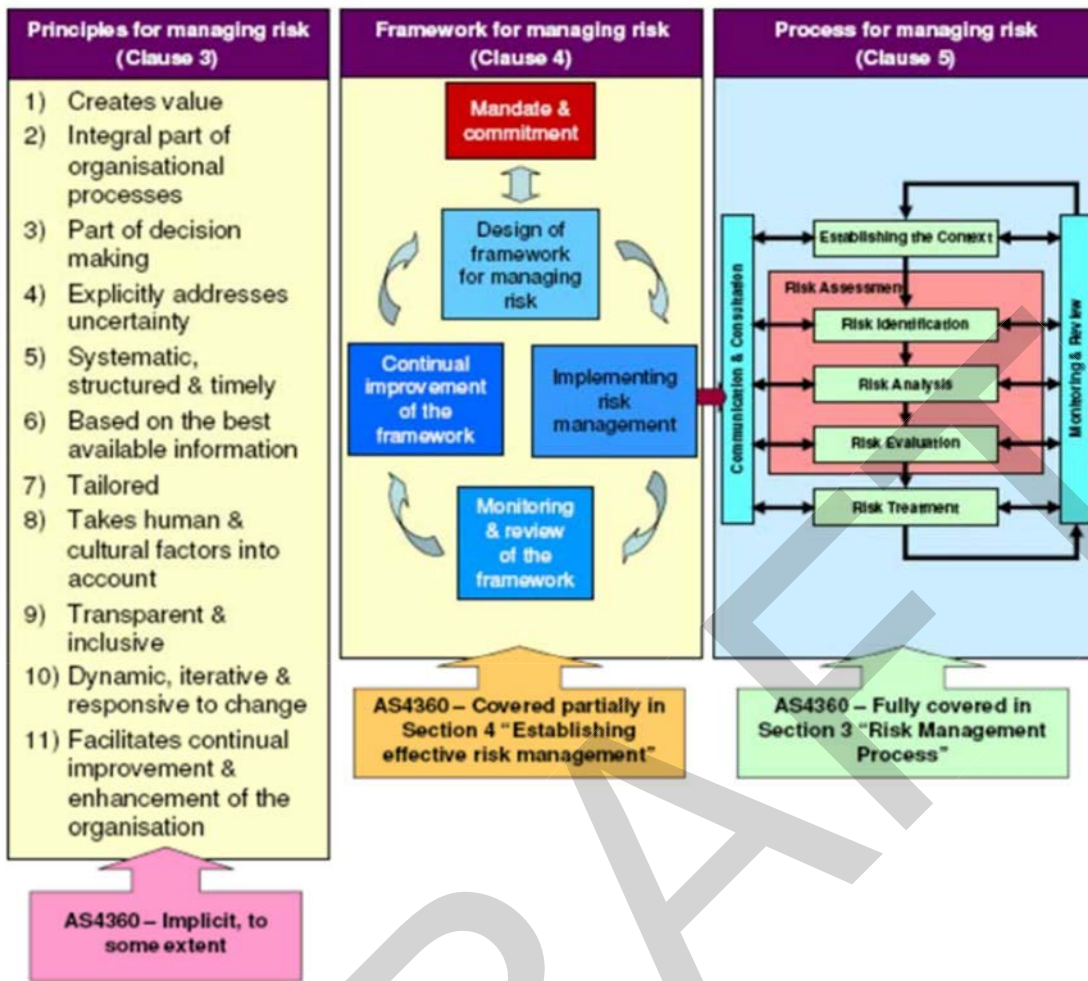 Principles for managing risk
(Clause 3)
1) Creates value
2) Integral part of
organisational
processes
3) Part of decision
making
4) Explicitly addresses
uncertainty
5) Systematic,
structured & timely
6) Based on the best
available information
7) Tailored
8) Takes human &
cultural factors into
account
9) Transparent &
inclusive
10) Dynamic, iterative &
responsive to change
11) Facilitates continual
improvement &
enhancement of the
organisation
AS4360 – Implicit, to
some extent
Framework for managing risk
(Clause 4)
Mandate &
commitment
Design of
framework
for managing
risk
Continual
improvement
of the
framework
Implementing
risk
management
Monitoring
& review
of the
framework
AS4360 – Covered partially in
Section 4 “Establishing
effective risk management”
Process for managing risk
(Clause 5)
Communication & Consultation
Establishing the Context
Risk Assessment
Risk Identification
Risk Analysis
Risk Evaluation
Risk Treatment
Monitoring & Review
AS4360 – Fully covered in
Section 3 “Risk Management
Process”